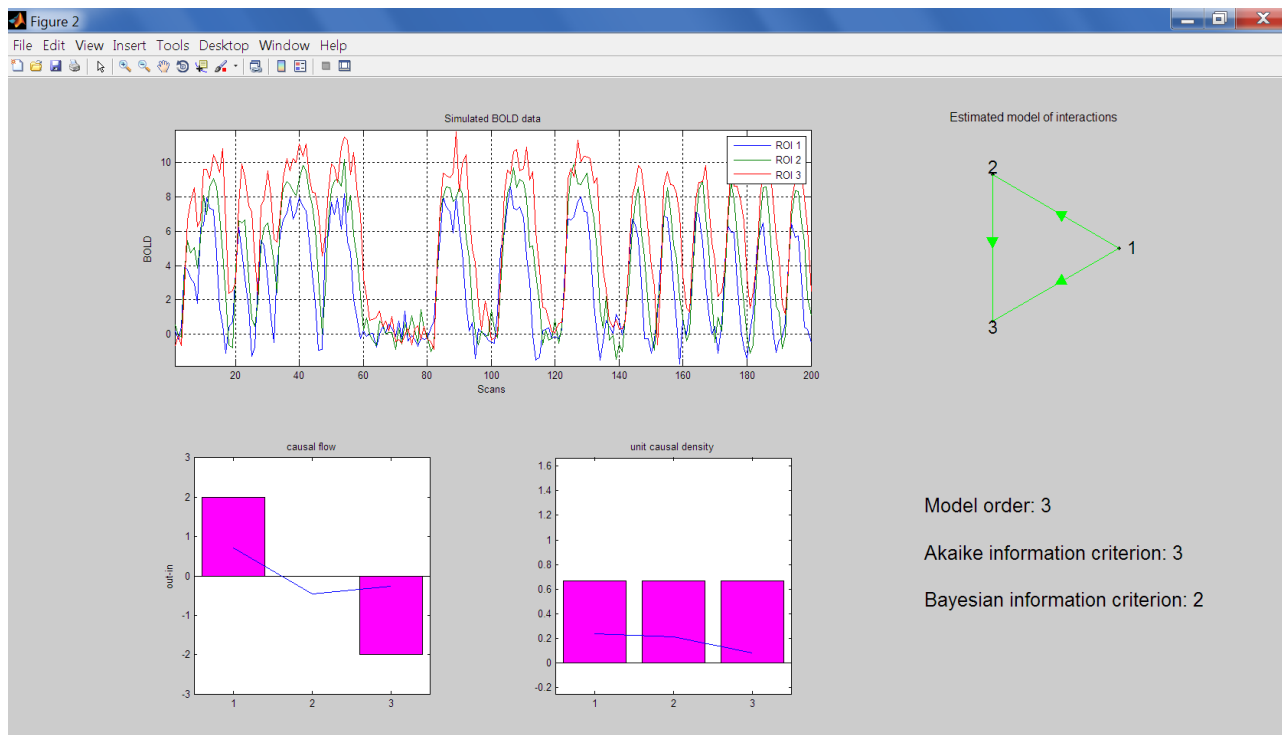 Figure 2
File Edit View Insert Tools Desktop Window Help
Simulated BOLD data
BOLD
10
8
6
4
2
0
ROI 1
ROI 2
ROI 3
20 40 60 80 100 120 140 160 180 200
Scans
Estimated model of interactions
2
1
3
causal flow
out-in
3
2
1
0
-1
-2
-3
1 2 3
unit causal density
1.6
1.4
1.2
1
0.8
0.6
0.4
0.2
0
-0.2
1 2 3
Model order: 3
Akaike information criterion: 3
Bayesian information criterion: 2